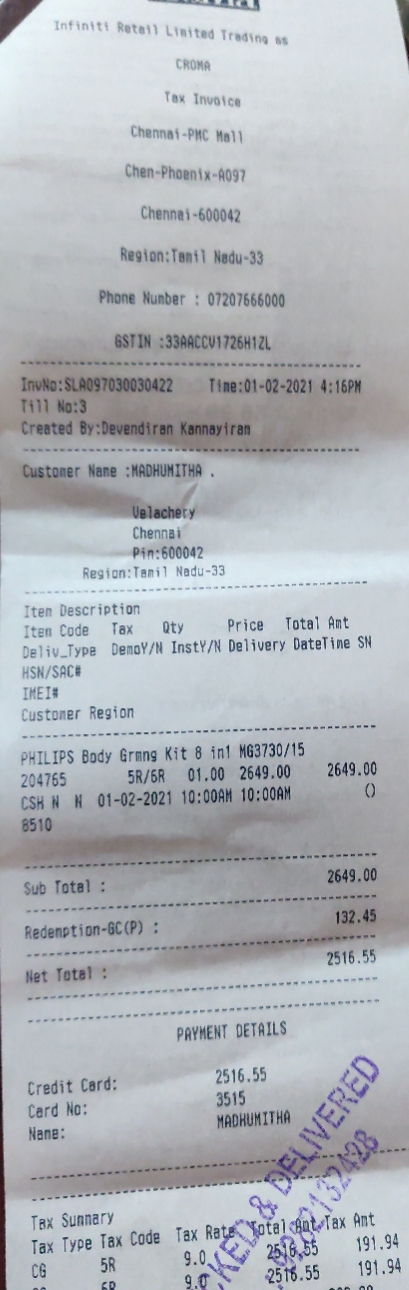 Infiniti Retail Limited Trading as
CROMA
Tax Invoice
Chennai-PMC Mall
Chen-Phoenix-A097
Chennai-600042
Region:Tamil Nadu-33
Phone Number : 07207666000
GSTIN :33AACCV1726H1ZL
InvNo:SLA097030030422 Time:01-02-2021 4:16PM
Till No:3
Created By:Devendiran Kannayiram
Customer Name :MADHUMITHA .
Velachery
Chennai
Pin:600042
Region:Tamil Nadu-33
Item Description
Item Code Tax Qty Price Total Amt
Deliv_Type DemoY/N InstY/N Delivery DateTime SN
HSN/SAC#
IMEI#
Customer Region
PHILIPS Body Grmng Kit 8 in1 MG3730/15
204765 5R/6R 01.00 2649.00 2649.00
CSH N N 01-02-2021 10:00AM 10:00AM ()
8510
Sub Total : 2649.00
Redemption-GC(P) : 132.45
Net Total : 2516.55
PAYMENT DETAILS
Credit Card: 2516.55
Card No: 3515
Name: MADHUMITHA
Tax Summary
Tax Type Tax Code Tax Rate Total Amt Tax Amt
CG 5R 9.0 2516.55 191.94
6R 9.0 2516.55 191.94
& DELIVERED